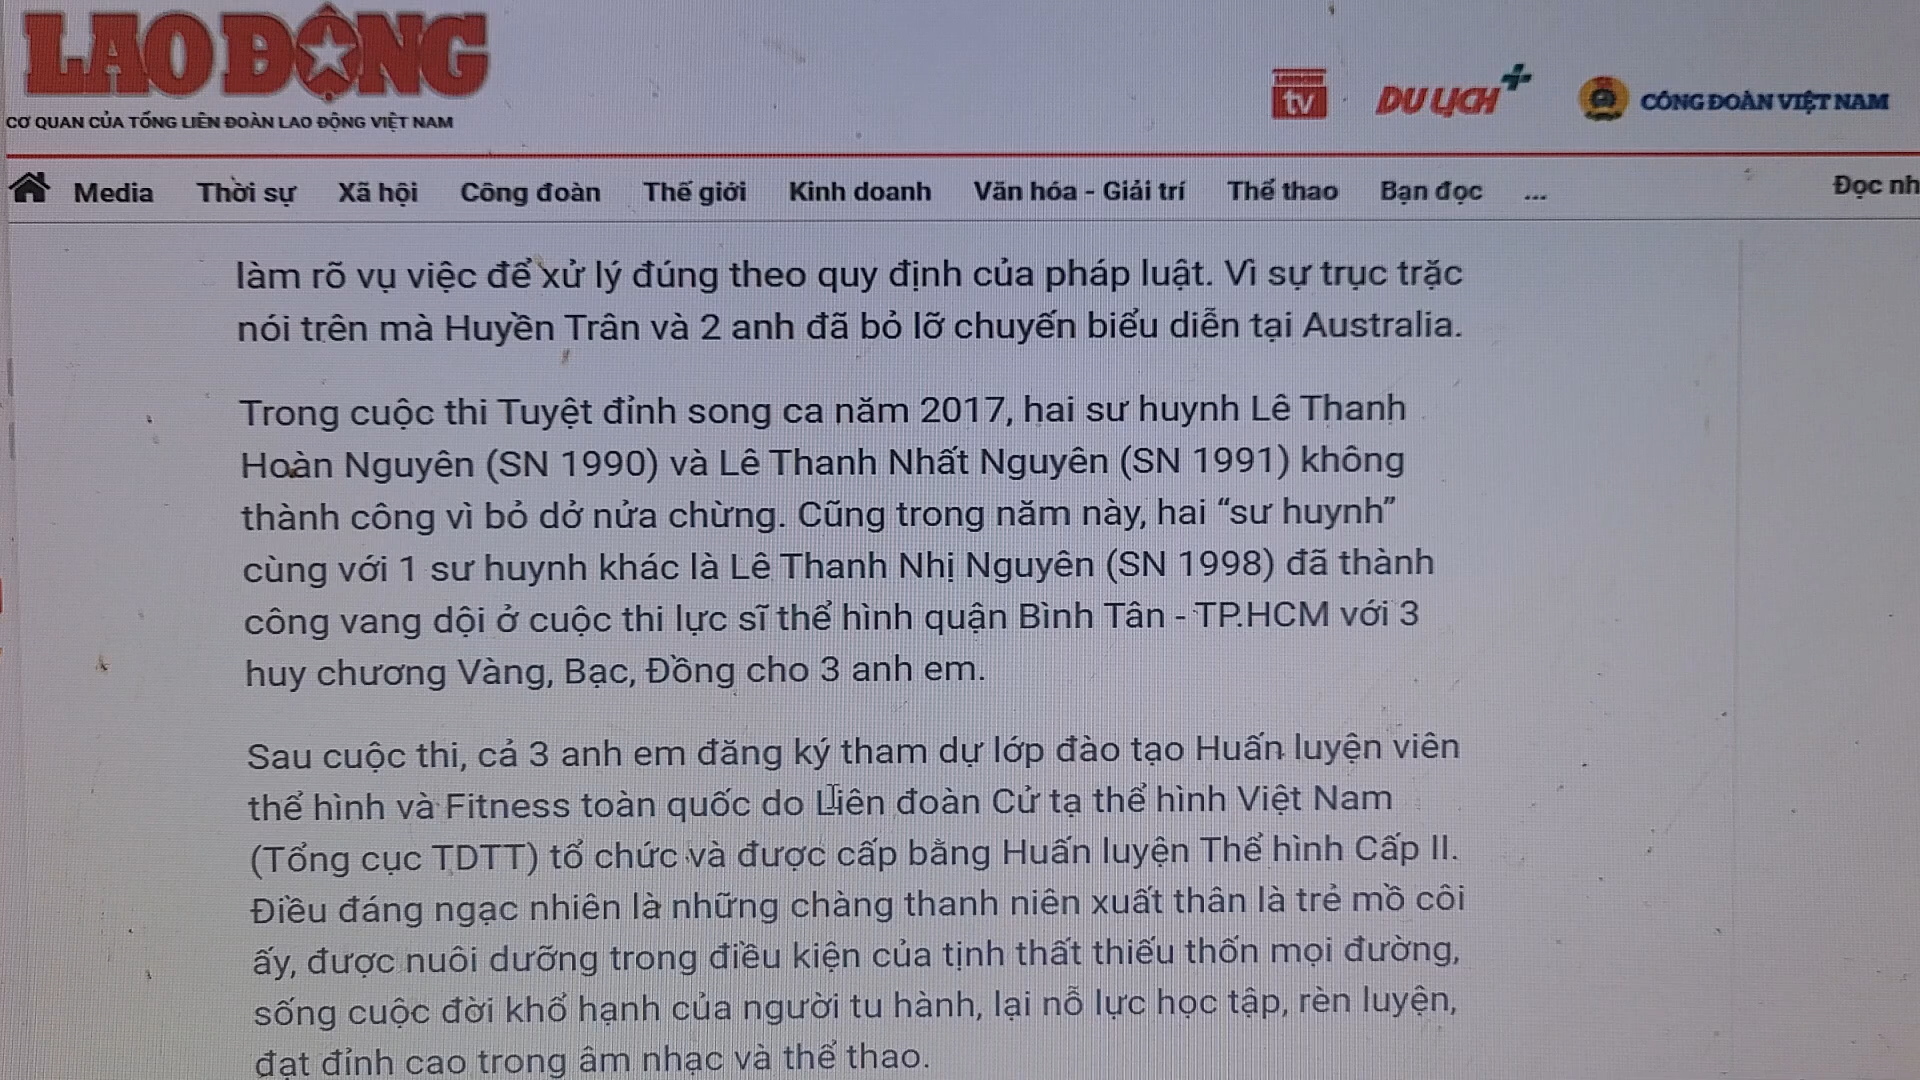 LAO ĐỘNG
CƠ QUAN CỦA TỔNG LIÊN ĐOÀN LAO ĐỘNG VIỆT NAM
tv
DU LỊCH+
CÔNG ĐOÀN VIỆT NAM
Media Thời sự Xã hội Công đoàn Thế giới Kinh doanh Văn hóa - Giải trí Thể thao Bạn đọc ... Đọc nh
làm rõ vụ việc để xử lý đúng theo quy định của pháp luật. Vì sự trục trặc
nói trên mà Huyền Trân và 2 anh đã bỏ lỡ chuyến biểu diễn tại Australia.
Trong cuộc thi Tuyệt đỉnh song ca năm 2017, hai sư huynh Lê Thanh
Hoàn Nguyên (SN 1990) và Lê Thanh Nhất Nguyên (SN 1991) không
thành công vì bỏ dở nửa chừng. Cũng trong năm này, hai “sư huynh”
cùng với 1 sư huynh khác là Lê Thanh Nhị Nguyên (SN 1998) đã thành
công vang dội ở cuộc thi lực sĩ thể hình quận Bình Tân - TP.HCM với 3
huy chương Vàng, Bạc, Đồng cho 3 anh em.
Sau cuộc thi, cả 3 anh em đăng ký tham dự lớp đào tạo Huấn luyện viên
thể hình và Fitness toàn quốc do Liên đoàn Cử tạ thể hình Việt Nam
(Tổng cục TDTT) tổ chức và được cấp bằng Huấn luyện Thể hình Cấp II.
Điều đáng ngạc nhiên là những chàng thanh niên xuất thân là trẻ mồ côi
ấy, được nuôi dưỡng trong điều kiện của tịnh thất thiếu thốn mọi đường,
sống cuộc đời khổ hạnh của người tu hành, lại nỗ lực học tập, rèn luyện,
đạt đỉnh cao trong âm nhạc và thể thao.